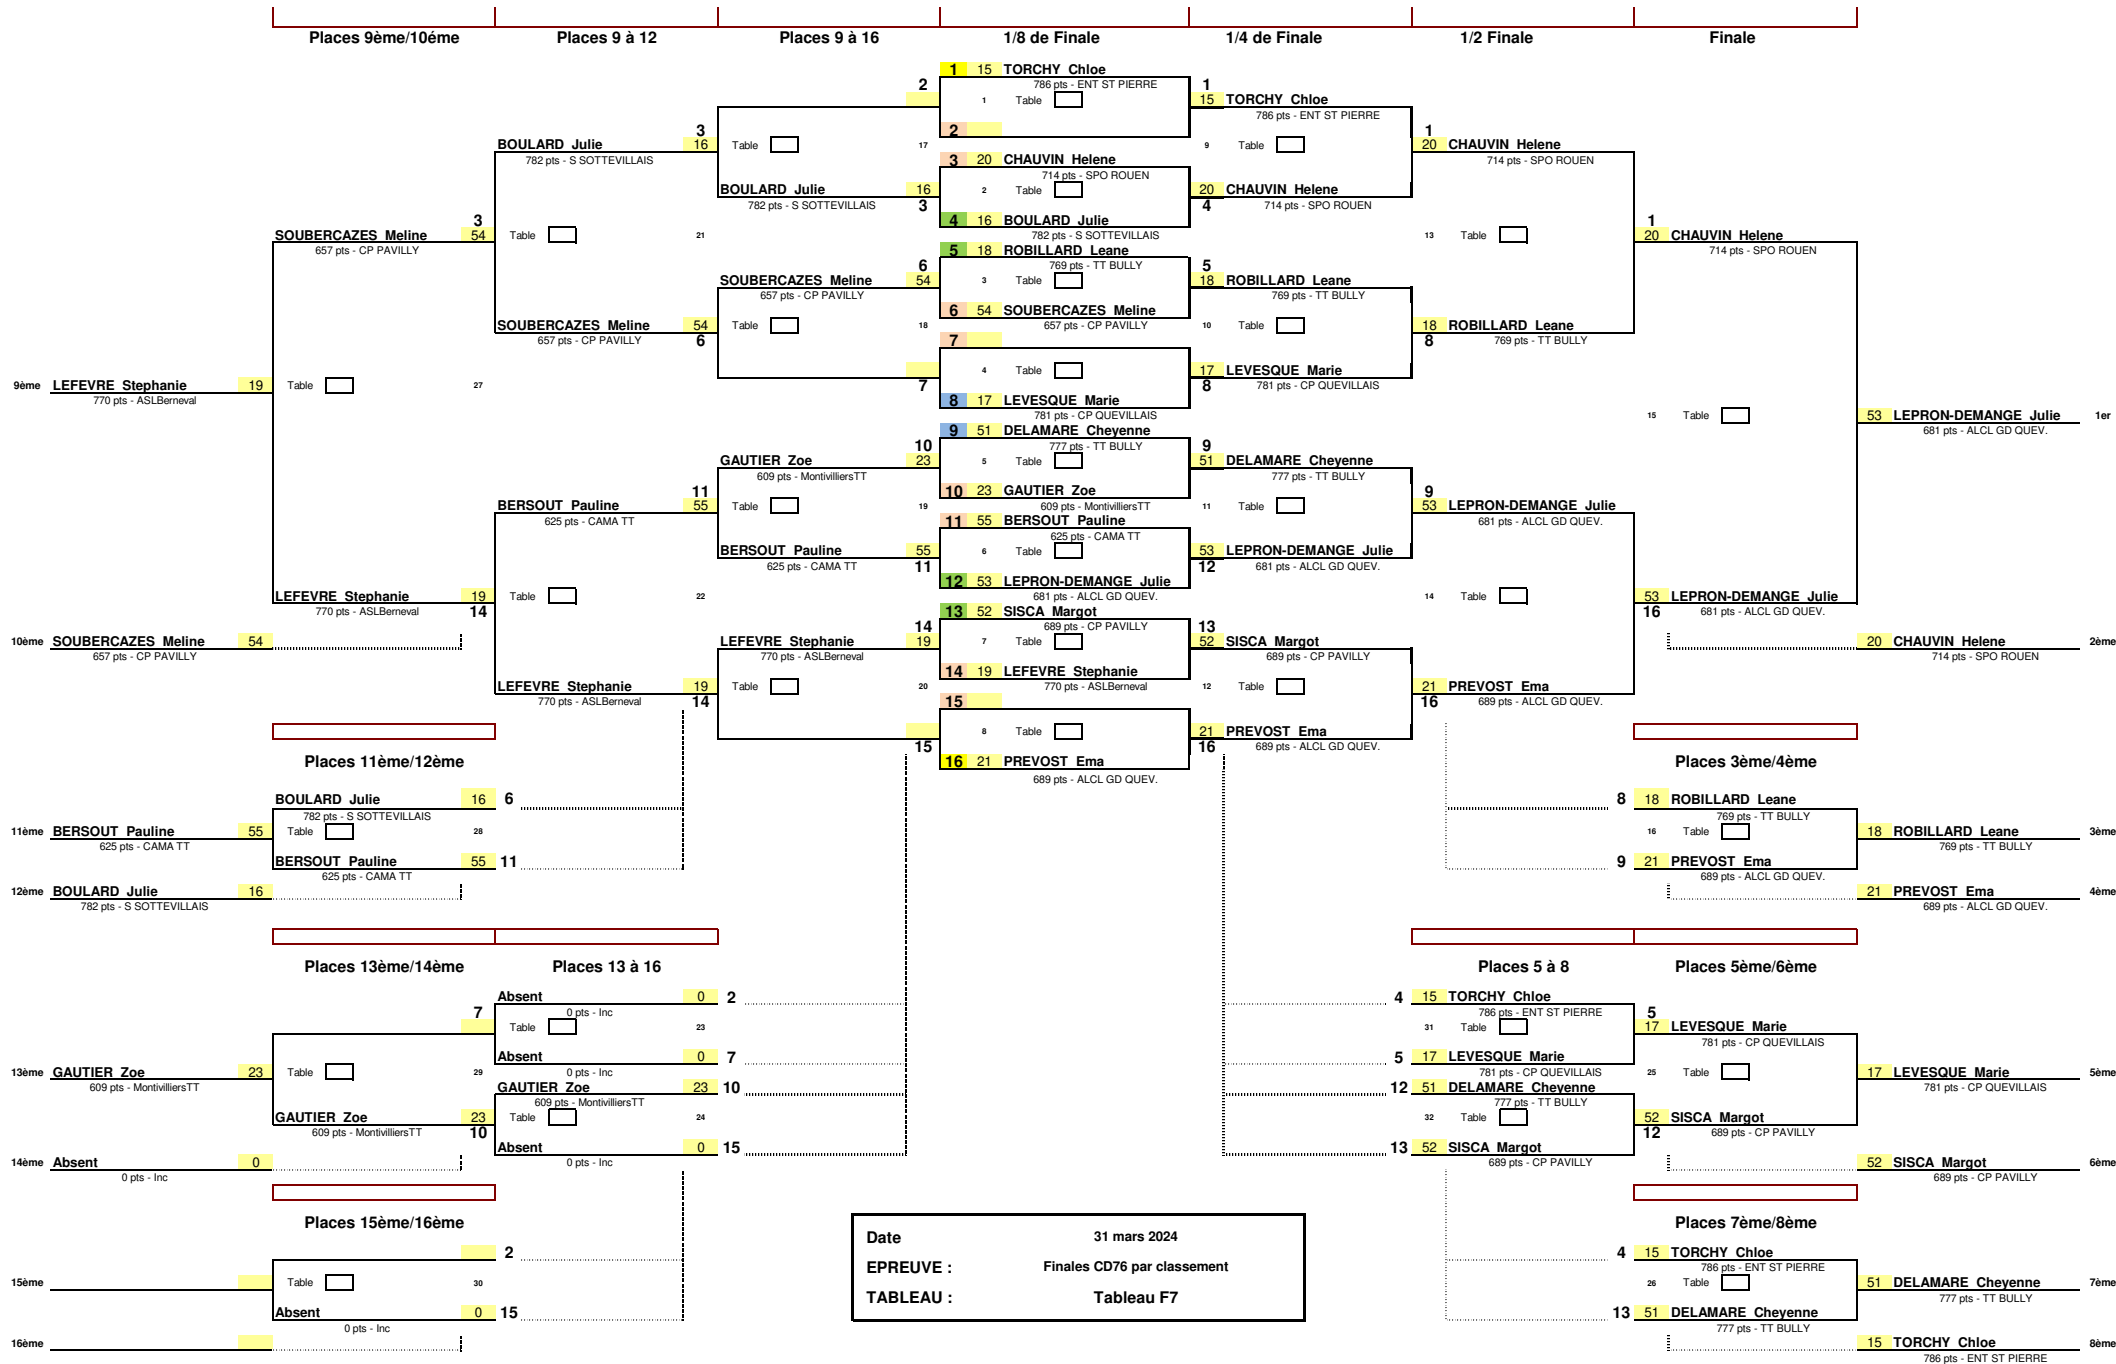 Places 9ème/10éme Places 9 à 12 Places 9 à 16 1/8 de Finale 1/4 de Finale 1/2 Finale Finale
1 15 TORCHY Chloe
2 786 pts - ENT ST PIERRE 1
1 Table 15 TORCHY Chloe
786 pts - ENT ST PIERRE
3 2 1
BOULARD Julie 16 Table 17 9 Table 20 CHAUVIN Helene
782 pts - S SOTTEVILLAIS 3 20 CHAUVIN Helene 714 pts - SPO ROUEN
714 pts - SPO ROUEN
BOULARD Julie 16 2 Table 20 CHAUVIN Helene
782 pts - S SOTTEVILLAIS 3 4 714 pts - SPO ROUEN
3 4 16 BOULARD Julie 1
SOUBERCAZES Meline 54 Table 21 782 pts - S SOTTEVILLAIS 13 Table 20 CHAUVIN Helene
657 pts - CP PAVILLY 5 18 ROBILLARD Leane 714 pts - SPO ROUEN
6 769 pts - TT BULLY 5
SOUBERCAZES Meline 54 3 Table 18 ROBILLARD Leane
657 pts - CP PAVILLY 769 pts - TT BULLY
6 54 SOUBERCAZES Meline
SOUBERCAZES Meline 54 Table 18 657 pts - CP PAVILLY 10 Table 18 ROBILLARD Leane
657 pts - CP PAVILLY 6 7 8 769 pts - TT BULLY
4 Table 17 LEVESQUE Marie
9ème LEFEVRE Stephanie 19 Table 27 7 8 781 pts - CP QUEVILLAIS
770 pts - ASLBerneval 8 17 LEVESQUE Marie
781 pts - CP QUEVILLAIS 15 Table 53 LEPRON-DEMANGE Julie 1er
9 51 DELAMARE Cheyenne 681 pts - ALCL GD QUEV.
10 777 pts - TT BULLY 9
GAUTIER Zoe 23 5 Table 51 DELAMARE Cheyenne
609 pts - MontivilliersTT 777 pts - TT BULLY
11 10 23 GAUTIER Zoe 9
BERSOUT Pauline 55 Table 19 609 pts - MontivilliersTT 11 Table 53 LEPRON-DEMANGE Julie
625 pts - CAMA TT 11 55 BERSOUT Pauline 681 pts - ALCL GD QUEV.
625 pts - CAMA TT
BERSOUT Pauline 55 6 Table 53 LEPRON-DEMANGE Julie
625 pts - CAMA TT 11 12 681 pts - ALCL GD QUEV.
12 53 LEPRON-DEMANGE Julie
LEFEVRE Stephanie 19 Table 22 681 pts - ALCL GD QUEV. 14 Table 53 LEPRON-DEMANGE Julie
770 pts - ASLBerneval 14 13 52 SISCA Margot 16 681 pts - ALCL GD QUEV.
14 689 pts - CP PAVILLY 13
10ème SOUBERCAZES Meline 54 LEFEVRE Stephanie 19 7 Table 52 SISCA Margot 20 CHAUVIN Helene 2ème
657 pts - CP PAVILLY 770 pts - ASLBerneval 689 pts - CP PAVILLY 714 pts - SPO ROUEN
14 19 LEFEVRE Stephanie
LEFEVRE Stephanie 19 Table 20 770 pts - ASLBerneval 12 Table 21 PREVOST Ema
770 pts - ASLBerneval 14 15 16 689 pts - ALCL GD QUEV.
8 Table 21 PREVOST Ema
15 16 689 pts - ALCL GD QUEV.
Places 11ème/12ème 16 21 PREVOST Ema Places 3ème/4ème
689 pts - ALCL GD QUEV.
BOULARD Julie 16 6 8 18 ROBILLARD Leane
782 pts - S SOTTEVILLAIS 769 pts - TT BULLY
11ème BERSOUT Pauline 55 Table 28 16 Table 18 ROBILLARD Leane 3ème
625 pts - CAMA TT 769 pts - TT BULLY
BERSOUT Pauline 55 11 9 21 PREVOST Ema
625 pts - CAMA TT 689 pts - ALCL GD QUEV.
12ème BOULARD Julie 16 21 PREVOST Ema 4ème
782 pts - S SOTTEVILLAIS 689 pts - ALCL GD QUEV.
Places 13ème/14ème Places 13 à 16 Places 5 à 8 Places 5ème/6ème
Absent 0 2 4 15 TORCHY Chloe
7 0 pts - Inc 786 pts - ENT ST PIERRE 5
Table 23 31 Table 17 LEVESQUE Marie
781 pts - CP QUEVILLAIS
Absent 0 7 5 17 LEVESQUE Marie
13ème GAUTIER Zoe 23 Table 29 0 pts - Inc 781 pts - CP QUEVILLAIS 25 Table 17 LEVESQUE Marie 5ème
609 pts - MontivilliersTT GAUTIER Zoe 23 10 12 51 DELAMARE Cheyenne 781 pts - CP QUEVILLAIS
609 pts - MontivilliersTT 777 pts - TT BULLY
GAUTIER Zoe 23 Table 24 32 Table 52 SISCA Margot
609 pts - MontivilliersTT 10 12 689 pts - CP PAVILLY
Absent 0 15 13 52 SISCA Margot
14ème Absent 0 0 pts - Inc 689 pts - CP PAVILLY 52 SISCA Margot 6ème
0 pts - Inc 689 pts - CP PAVILLY
Places 15ème/16ème Places 7ème/8ème
Date 31 mars 2024
2 4 15 TORCHY Chloe
EPREUVE : Finales CD76 par classement 786 pts - ENT ST PIERRE
15ème Table 30 26 Table 51 DELAMARE Cheyenne 7ème
TABLEAU : Tableau F7 777 pts - TT BULLY
Absent 0 15 13 51 DELAMARE Cheyenne
0 pts - Inc 777 pts - TT BULLY
16ème 15 TORCHY Chloe 8ème
786 pts - ENT ST PIERRE